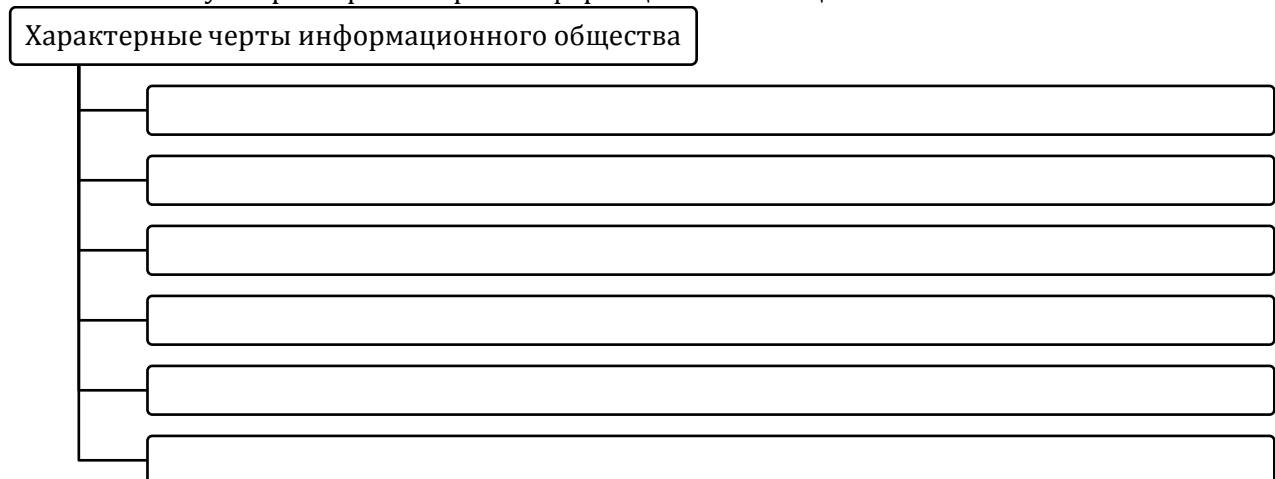 Характерные черты информационного общества